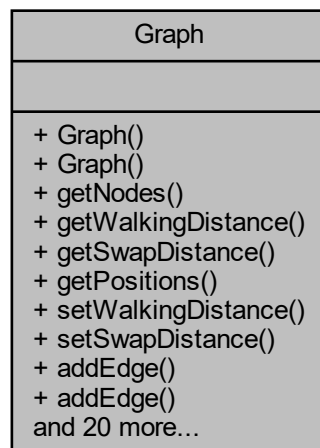 Graph
+ Graph()
+ Graph()
+ getNodes()
+ getWalkingDistance()
+ getSwapDistance()
+ getPositions()
+ setWalkingDistance()
+ setSwapDistance()
+ addEdge()
+ addEdge()
and 20 more...